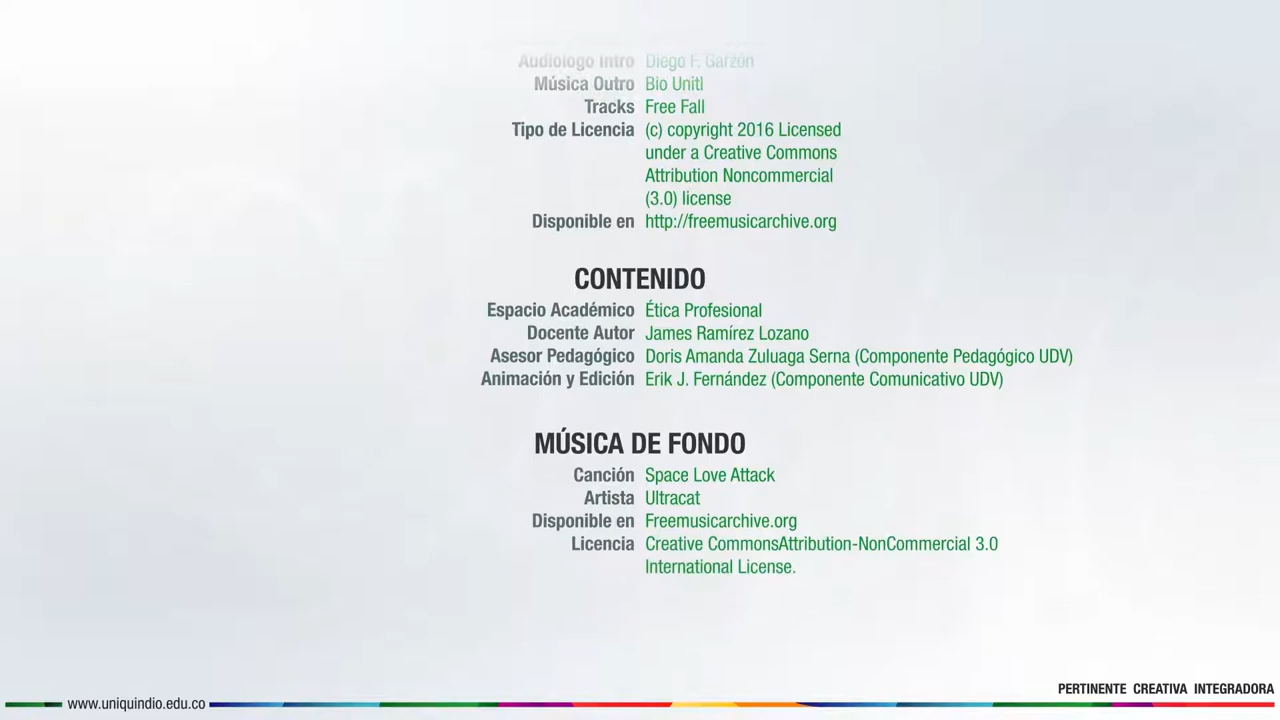 Audiologo Intro Diego F. Garzón
Música Outro Bio Unitl
Tracks Free Fall
Tipo de Licencia (c) copyright 2016 Licensed
under a Creative Commons
Attribution Noncommercial
(3.0) license
Disponible en http://freemusicarchive.org
CONTENIDO
Espacio Académico Ética Profesional
Docente Autor James Ramírez Lozano
Asesor Pedagógico Doris Amanda Zuluaga Serna (Componente Pedagógico UDV)
Animación y Edición Erik J. Fernández (Componente Comunicativo UDV)
MÚSICA DE FONDO
Canción Space Love Attack
Artista Ultracat
Disponible en Freemusicarchive.org
Licencia Creative CommonsAttribution-NonCommercial 3.0
International License.
PERTINENTE CREATIVA INTEGRADORA
www.uniquindio.edu.co